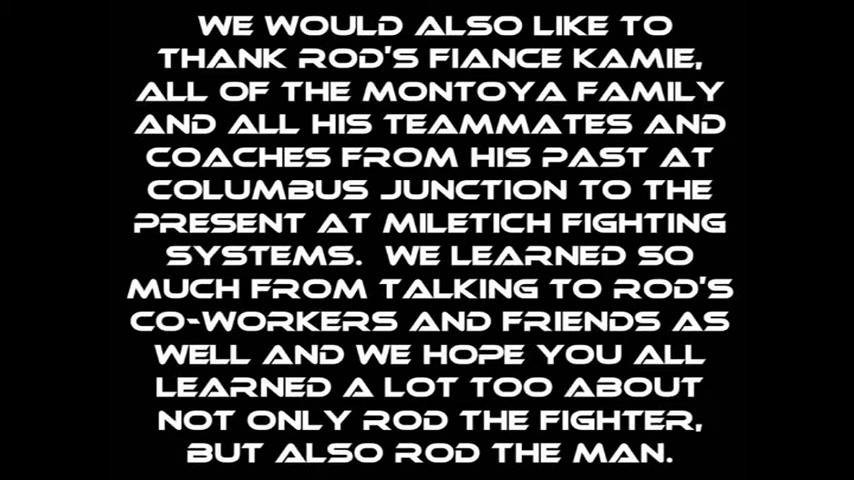 WE WOULD ALSO LIKE TO
THANK ROD'S FIANCE KAMIE,
ALL OF THE MONTOYA FAMILY
AND ALL HIS TEAMMATES AND
COACHES FROM HIS PAST AT
COLUMBUS JUNCTION TO THE
PRESENT AT MILETICH FIGHTING
SYSTEMS. WE LEARNED SO
MUCH FROM TALKING TO ROD'S
CO-WORKERS AND FRIENDS AS
WELL AND WE HOPE YOU ALL
LEARNED A LOT TOO ABOUT
NOT ONLY ROD THE FIGHTER,
BUT ALSO ROD THE MAN.